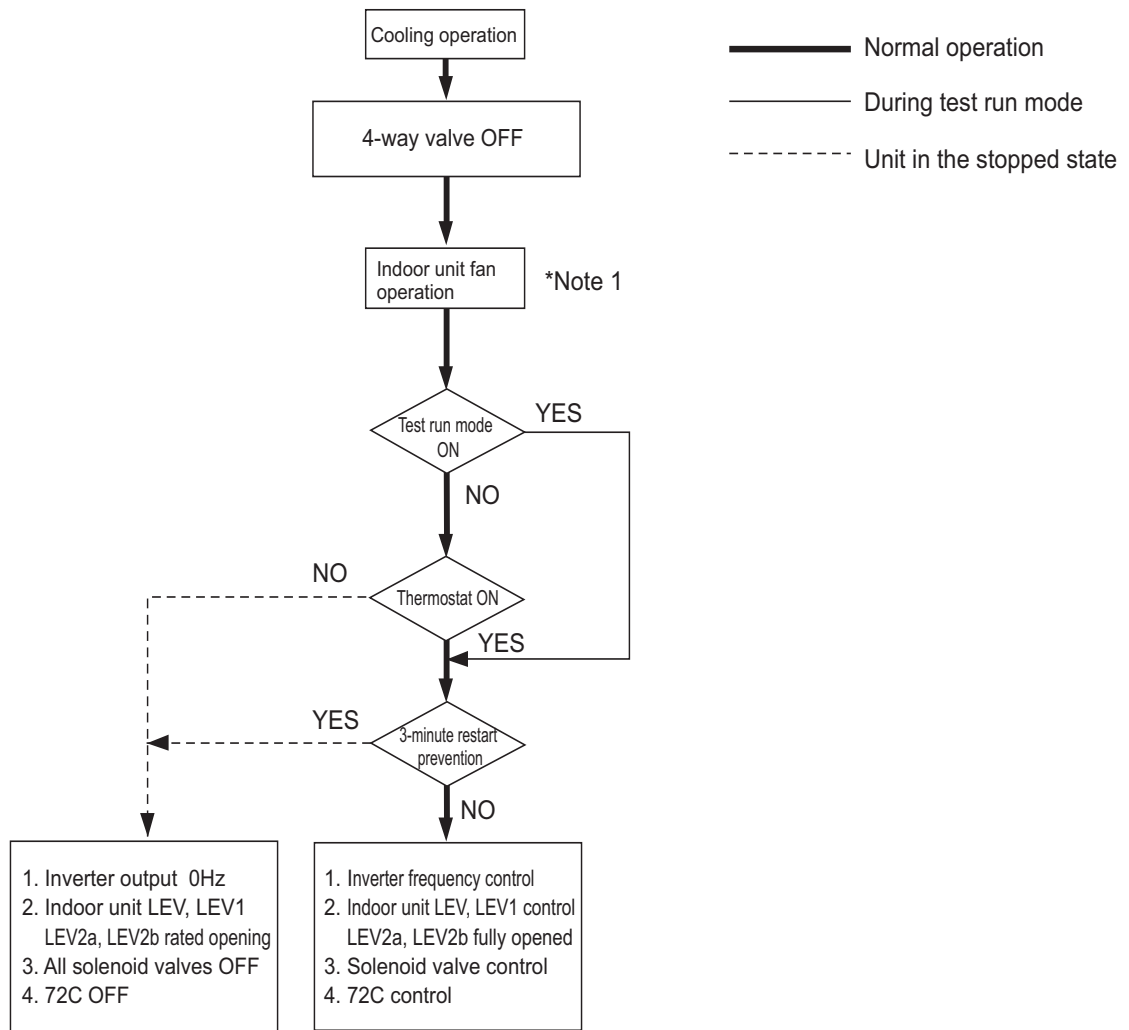 Cooling operation
Normal operation
During test run mode
Unit in the stopped state
4-way valve OFF
Indoor unit fan
operation
*Note 1
Test run mode
ON
YES
NO
NO
Thermostat ON
YES
YES
3-minute restart
prevention
NO
1. Inverter output 0Hz
2. Indoor unit LEV, LEV1
LEV2a, LEV2b rated opening
3. All solenoid valves OFF
4. 72C OFF
1. Inverter frequency control
2. Indoor unit LEV, LEV1 control
LEV2a, LEV2b fully opened
3. Solenoid valve control
4. 72C control